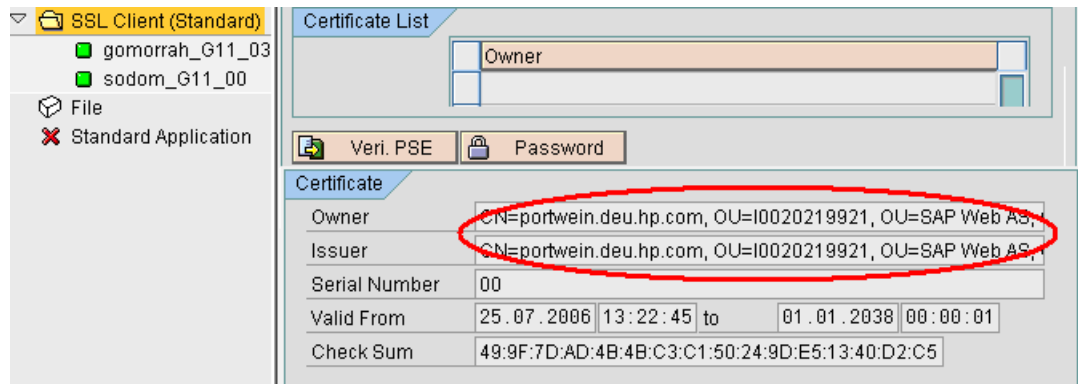 SSL Client (Standard)
gomorrah_G11_03
sodom_G11_00
File
Standard Application
Certificate List
Owner
Veri. PSE
Password
Certificate
Owner CN=portwein.deu.hp.com, OU=I0020219921, OU=SAP Web AS,
Issuer CN=portwein.deu.hp.com, OU=I0020219921, OU=SAP Web AS,
Serial Number 00
Valid From 25.07.2006 13:22:45 to 01.01.2038 00:00:01
Check Sum 49:9F:7D:AD:4B:4B:C3:C1:50:24:9D:E5:13:40:D2:C5